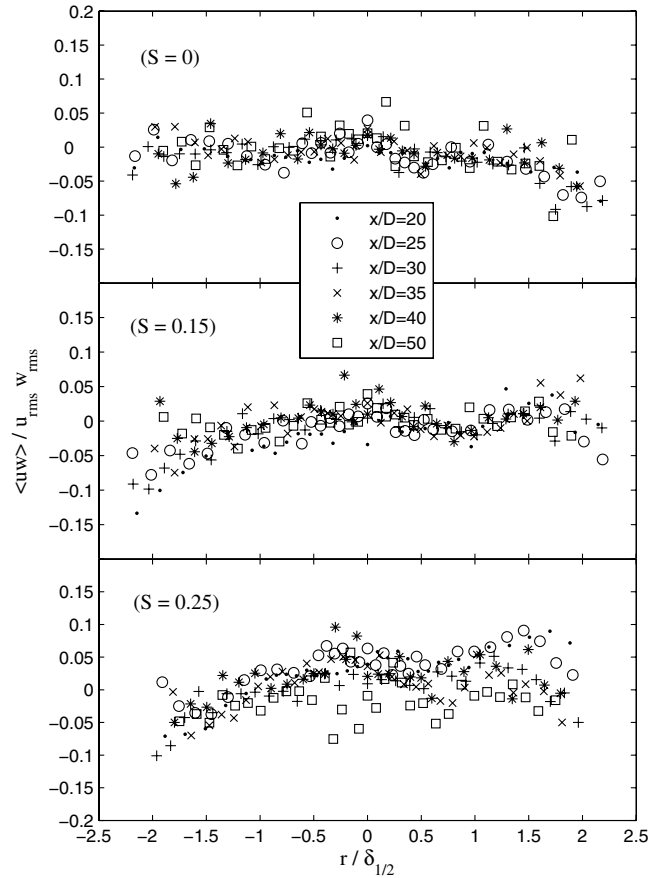 0.2
0.15
0.1
0.05
0
−0.05
−0.1
−0.15
(S = 0)
x/D=20
x/D=25
x/D=30
x/D=35
x/D=40
x/D=50
0.15
0.1
0.05
0
−0.05
−0.1
−0.15
(S = 0.15)
<uw> / u_rms w_rms
0.15
0.1
0.05
0
−0.05
−0.1
−0.15
−0.2
(S = 0.25)
−2.5 −2 −1.5 −1 −0.5 0 0.5 1 1.5 2 2.5
r / δ_1/2